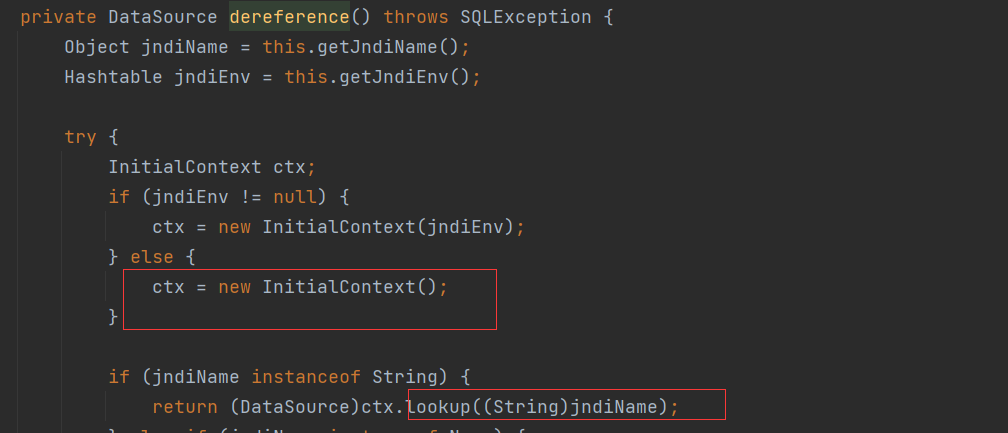 private DataSource dereference() throws SQLException {
Object jndiName = this.getJndiName();
Hashtable jndiEnv = this.getJndiEnv();
try {
InitialContext ctx;
if (jndiEnv != null) {
ctx = new InitialContext(jndiEnv);
} else {
ctx = new InitialContext();
}
if (jndiName instanceof String) {
return (DataSource)ctx.lookup((String)jndiName);